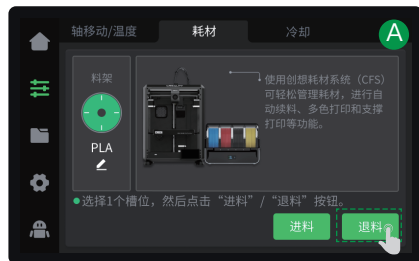 轴移动/温度
耗材
冷却
A
料架
PLA
使用创想耗材系统（CFS）
可轻松管理耗材，进行自
动续料、多色打印和支撑
打印等功能。
选择1个槽位，然后点击“进料”/“退料”按钮。
进料
退料